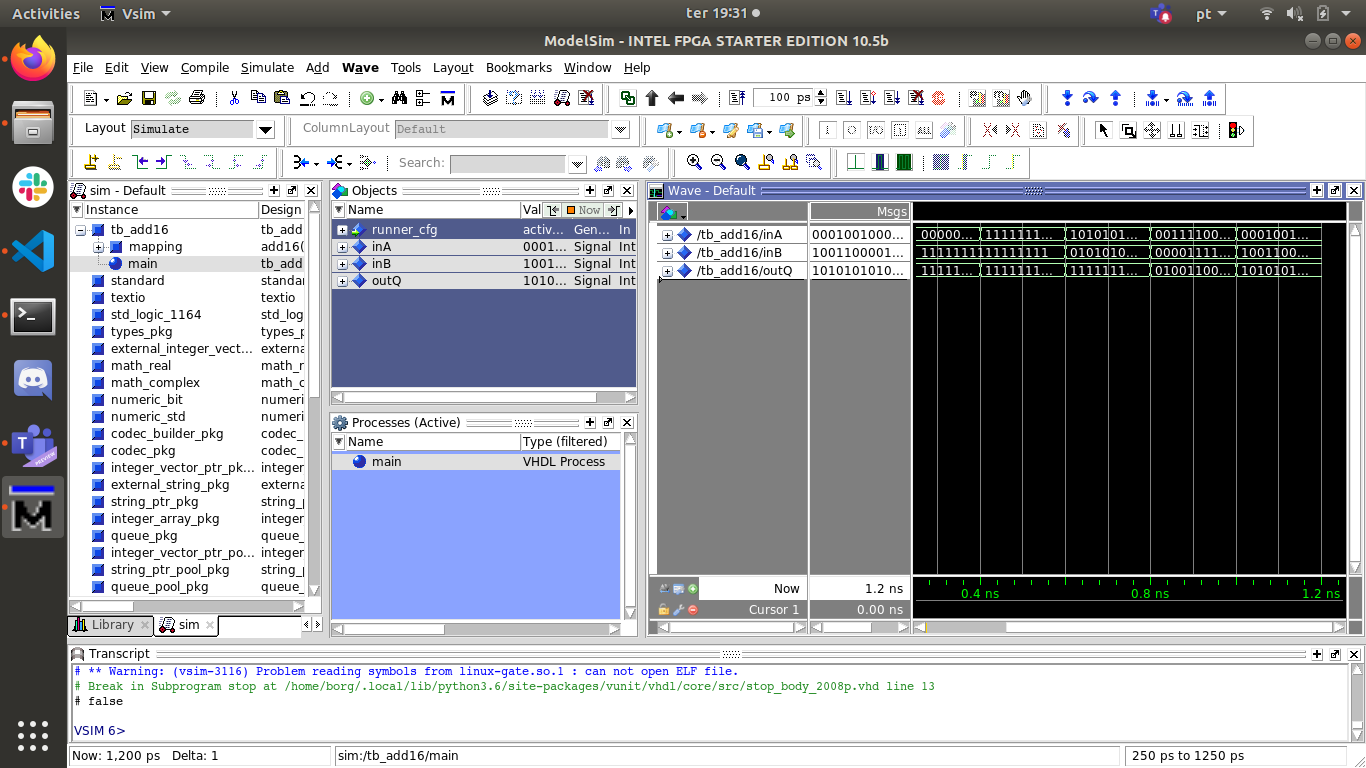 Activities Vsim ter 19:31 pt
ModelSim - INTEL FPGA STARTER EDITION 10.5b
File Edit View Compile Simulate Add Wave Tools Layout Bookmarks Window Help
100 ps
Layout Simulate ColumnLayout Default
ALL
Search:
sim - Default
Instance Design
tb_add16 tb_add
mapping add16(
main tb_add
standard standar
textio textio
std_logic_1164 std_log
types_pkg types_p
external_integer_vect... externa
math_real math_r
math_complex math_c
numeric_bit numeri
numeric_std numeri
codec_builder_pkg codec_
codec_pkg codec_
integer_vector_ptr_pk... integer
external_string_pkg externa
string_ptr_pkg string_p
integer_array_pkg integer
queue_pkg queue_
integer_vector_ptr_po... integer
string_ptr_pool_pkg string_p
queue_pool_pkg queue_
Library sim
Objects
Name Val Now
runner_cfg activ... Gen... In
inA 0001... Signal Int
inB 1001... Signal Int
outQ 1010... Signal Int
Processes (Active)
Name Type (filtered)
main VHDL Process
Wave - Default
Msgs
/tb_add16/inA 0001001000... 00000... 1111111... 1010101... 00111100... 0001001...
/tb_add16/inB 1001100001... 1111111111111111 0101010... 00001111... 1001100...
/tb_add16/outQ 1010101010... 11111... 1111111... 1111111... 01001100... 1010101...
Now 1.2 ns 0.4 ns 0.8 ns 1.2 ns
Cursor 1 0.00 ns
Transcript
# ** Warning: (vsim-3116) Problem reading symbols from linux-gate.so.1 : can not open ELF file.
# Break in Subprogram stop at /home/borg/.local/lib/python3.6/site-packages/vunit/vhdl/core/src/stop_body_2008p.vhd line 13
# false
VSIM 6>
Now: 1,200 ps Delta: 1 sim:/tb_add16/main 250 ps to 1250 ps